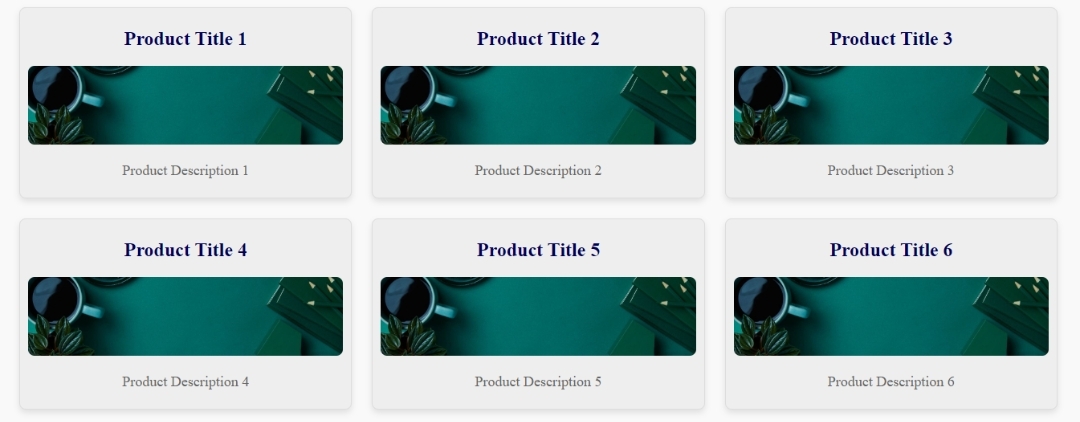 Product Title 1
Product Title 2
Product Title 3
Product Description 1
Product Description 2
Product Description 3
Product Title 4
Product Title 5
Product Title 6
Product Description 4
Product Description 5
Product Description 6